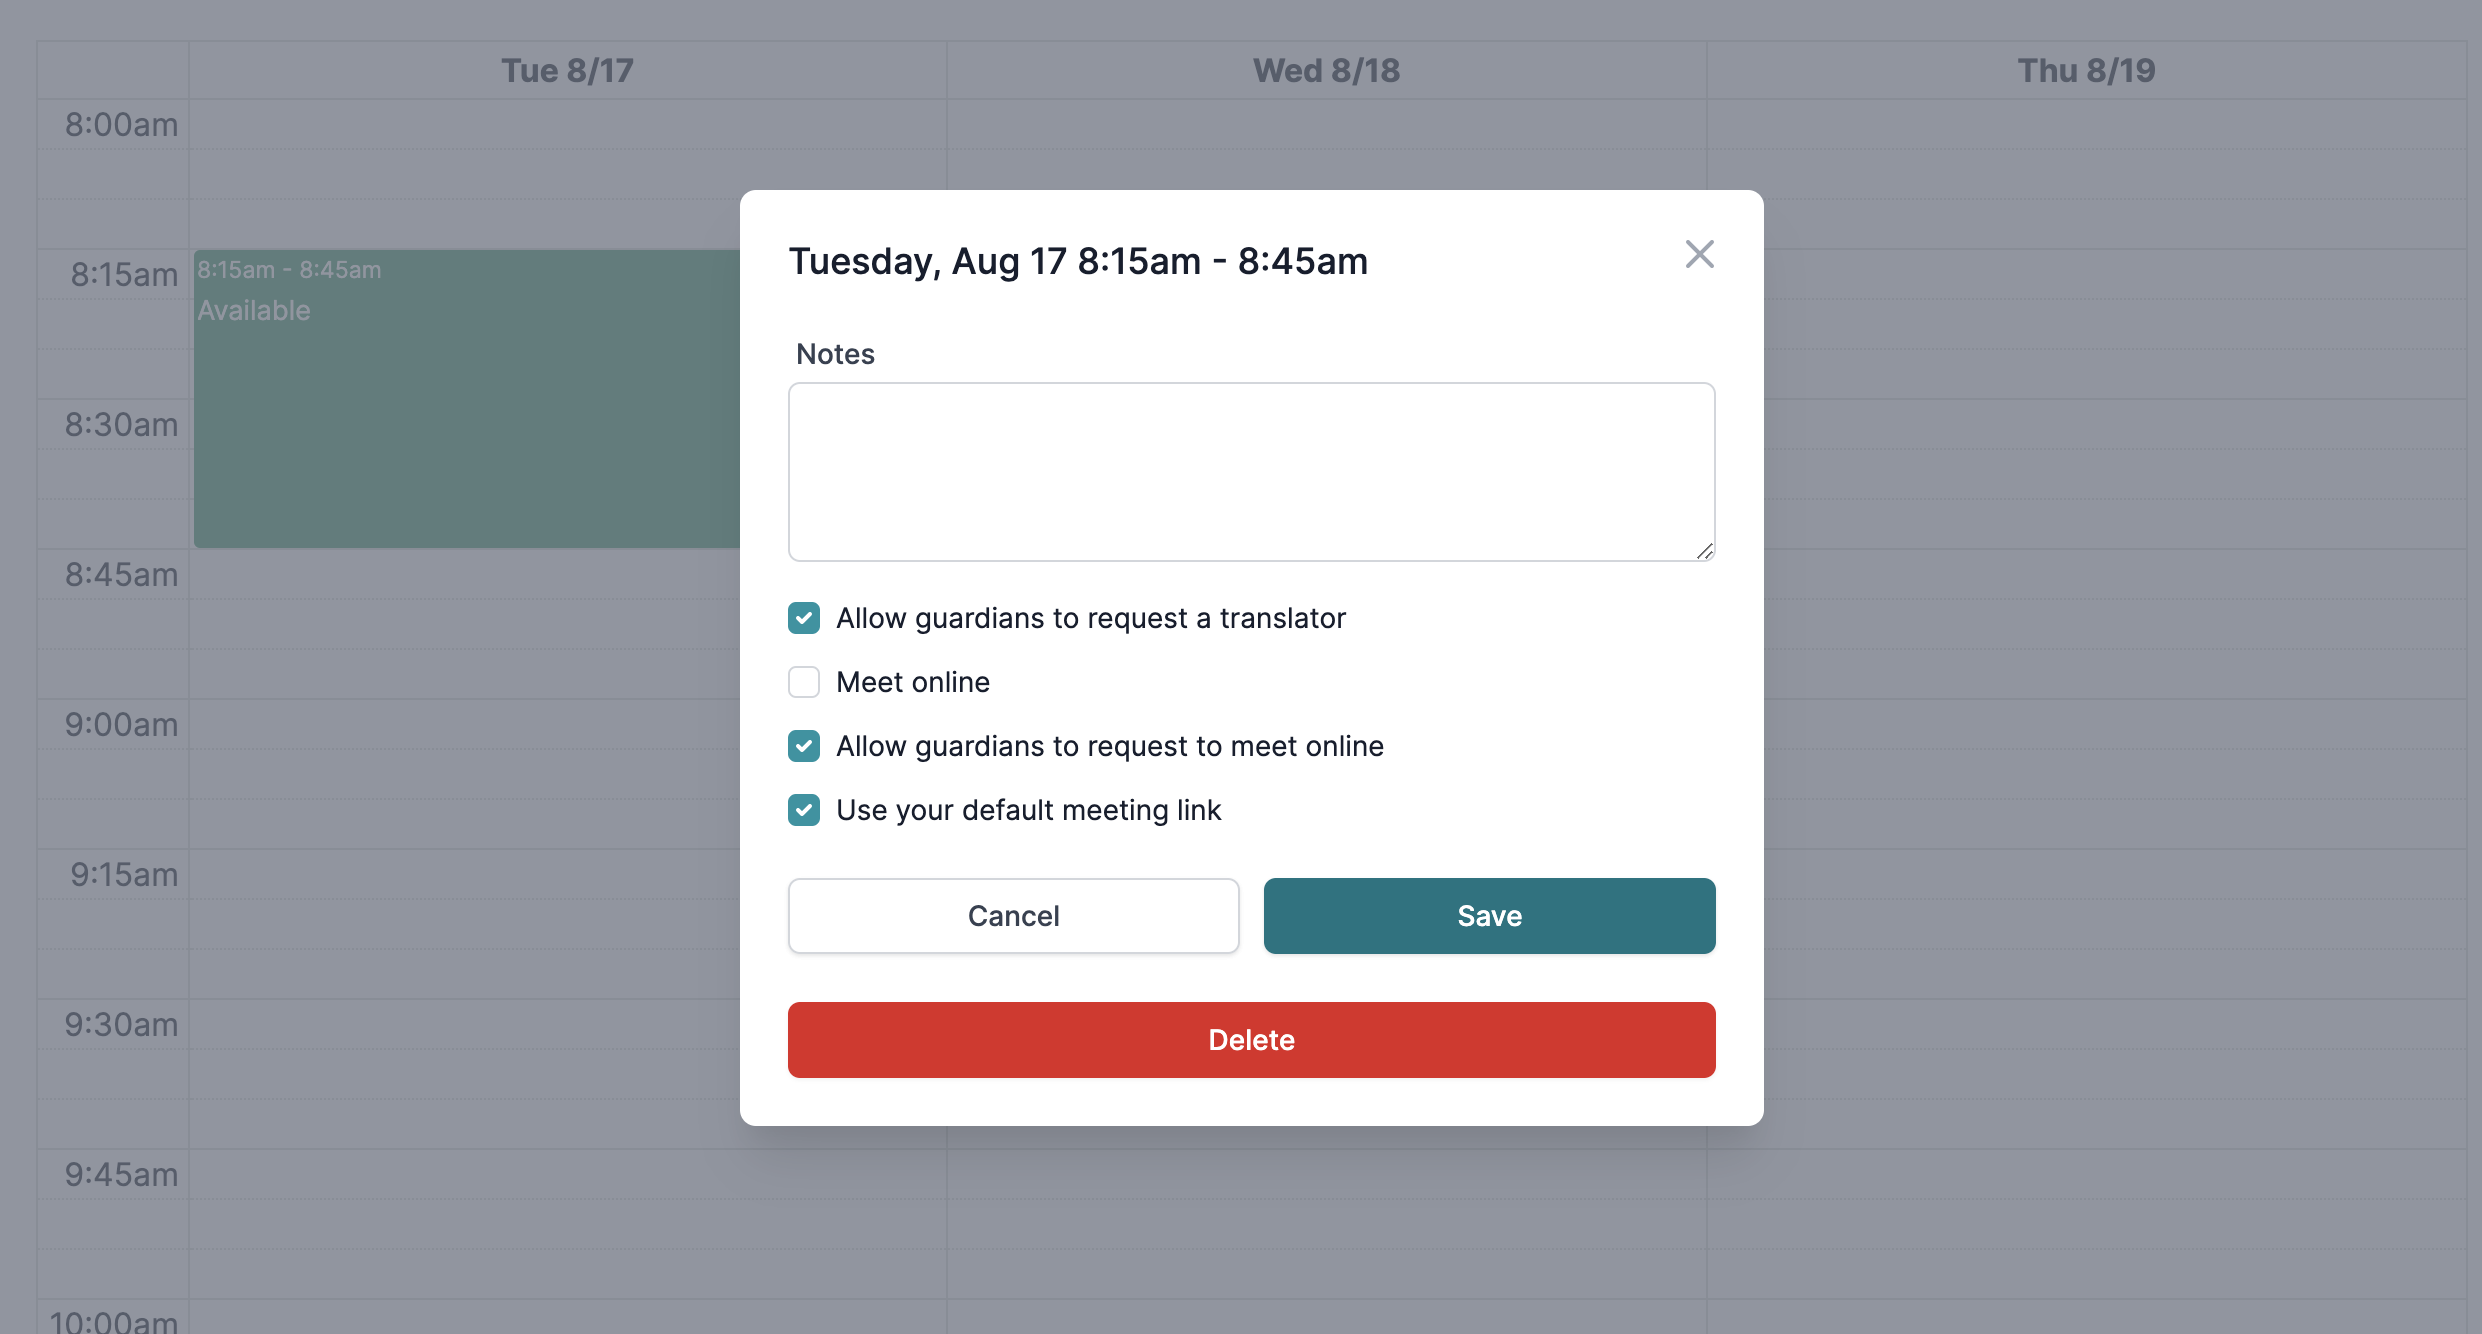 Tue 8/17 Wed 8/18 Thu 8/19
8:00am
8:15am
8:15am - 8:45am
Available
8:30am
8:45am
9:00am
9:15am
9:30am
9:45am
10:00am
Tuesday, Aug 17 8:15am - 8:45am
Notes
Allow guardians to request a translator
Meet online
Allow guardians to request to meet online
Use your default meeting link
Cancel Save
Delete